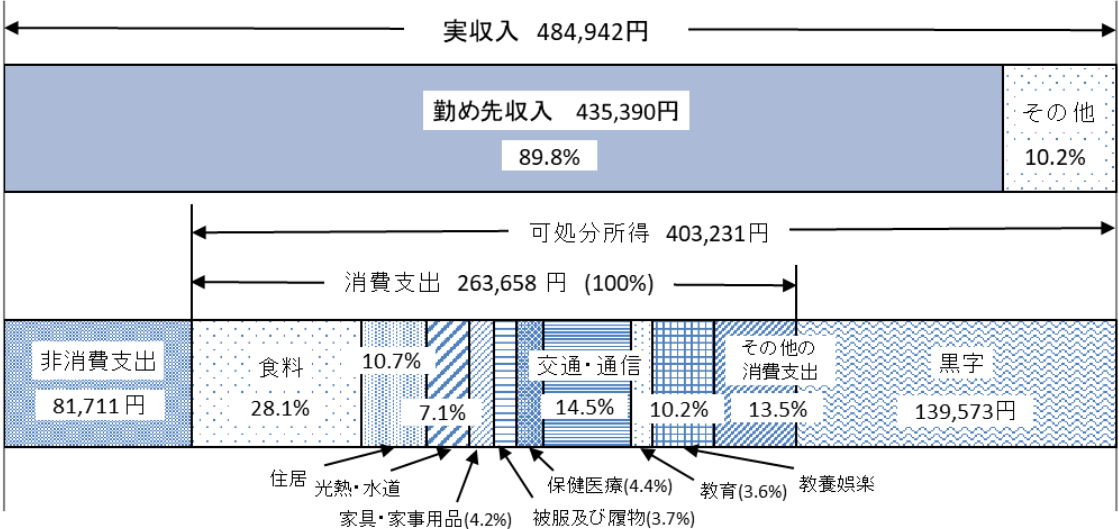 実収入 484,942円
勤め先収入 435,390円
89.8%
その他
10.2%
可処分所得 403,231円
消費支出 263,658 円 (100%)
非消費支出
81,711 円
食料
28.1%
10.7%
7.1%
交通・通信
14.5%
10.2%
その他の
消費支出
13.5%
黒字
139,573円
住居
光熱・水道
家具・家事用品(4.2%)
被服及び履物(3.7%)
保健医療(4.4%)
教育(3.6%)
教養娯楽